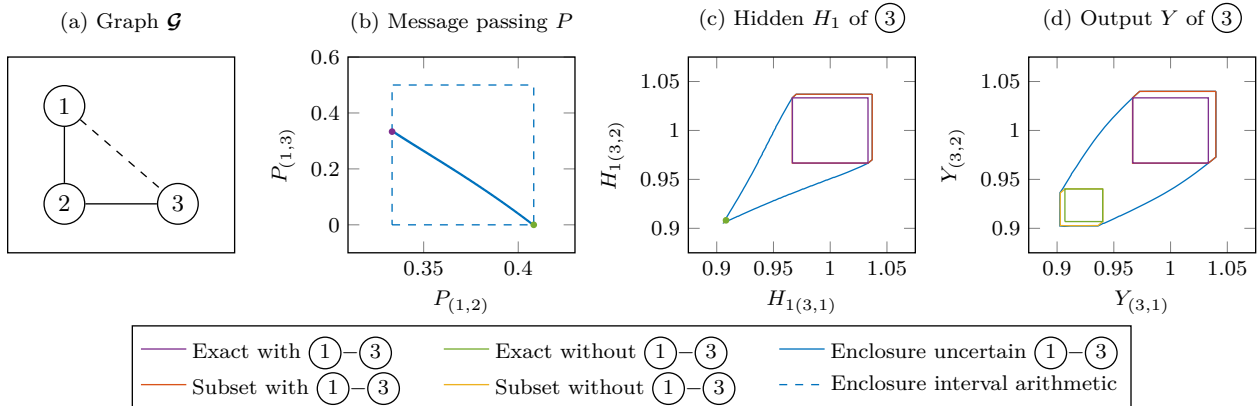 (a) Graph 𝓖
1
2
3
(b) Message passing P
0.6
0.4
0.2
0
P(1,3)
0.35
0.4
P(1,2)
(c) Hidden H1 of 3
1.05
1
0.95
0.9
H1(3,2)
0.9
0.95
1
1.05
H1(3,1)
(d) Output Y of 3
1.05
1
0.95
0.9
Y(3,2)
0.9
0.95
1
1.05
Y(3,1)
Exact with 1–3
Exact without 1–3
Enclosure uncertain 1–3
Subset with 1–3
Subset without 1–3
Enclosure interval arithmetic